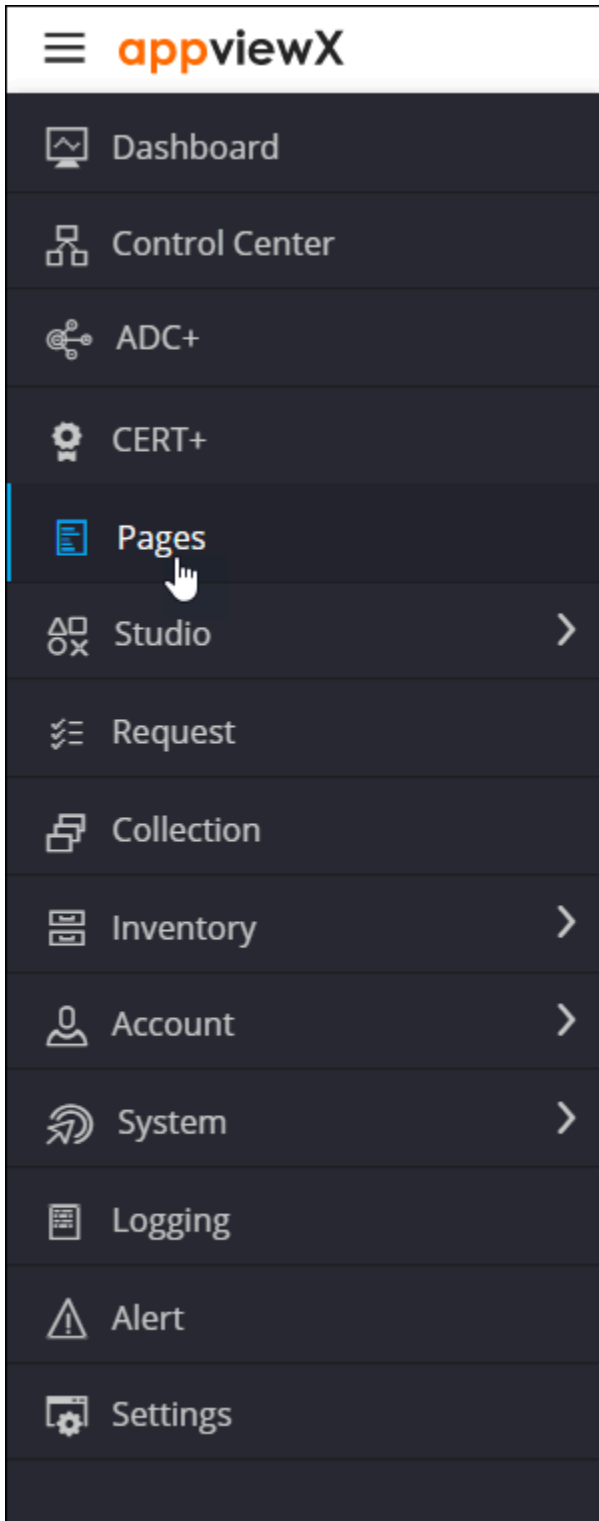 appviewX
Dashboard
Control Center
ADC+
CERT+
Pages
Studio
Request
Collection
Inventory
Account
System
Logging
Alert
Settings